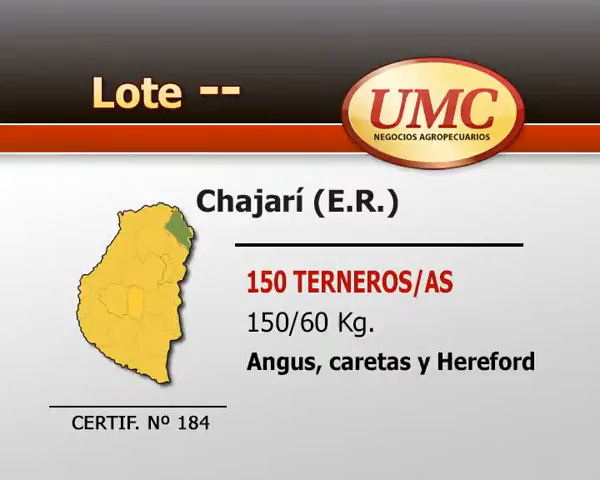 Lote --
UMC
NEGOCIOS AGROPECUARIOS
Chajarí (E.R.)
150 TERNEROS/AS
150/60 Kg.
Angus, caretas y Hereford
CERTIF. Nº 184